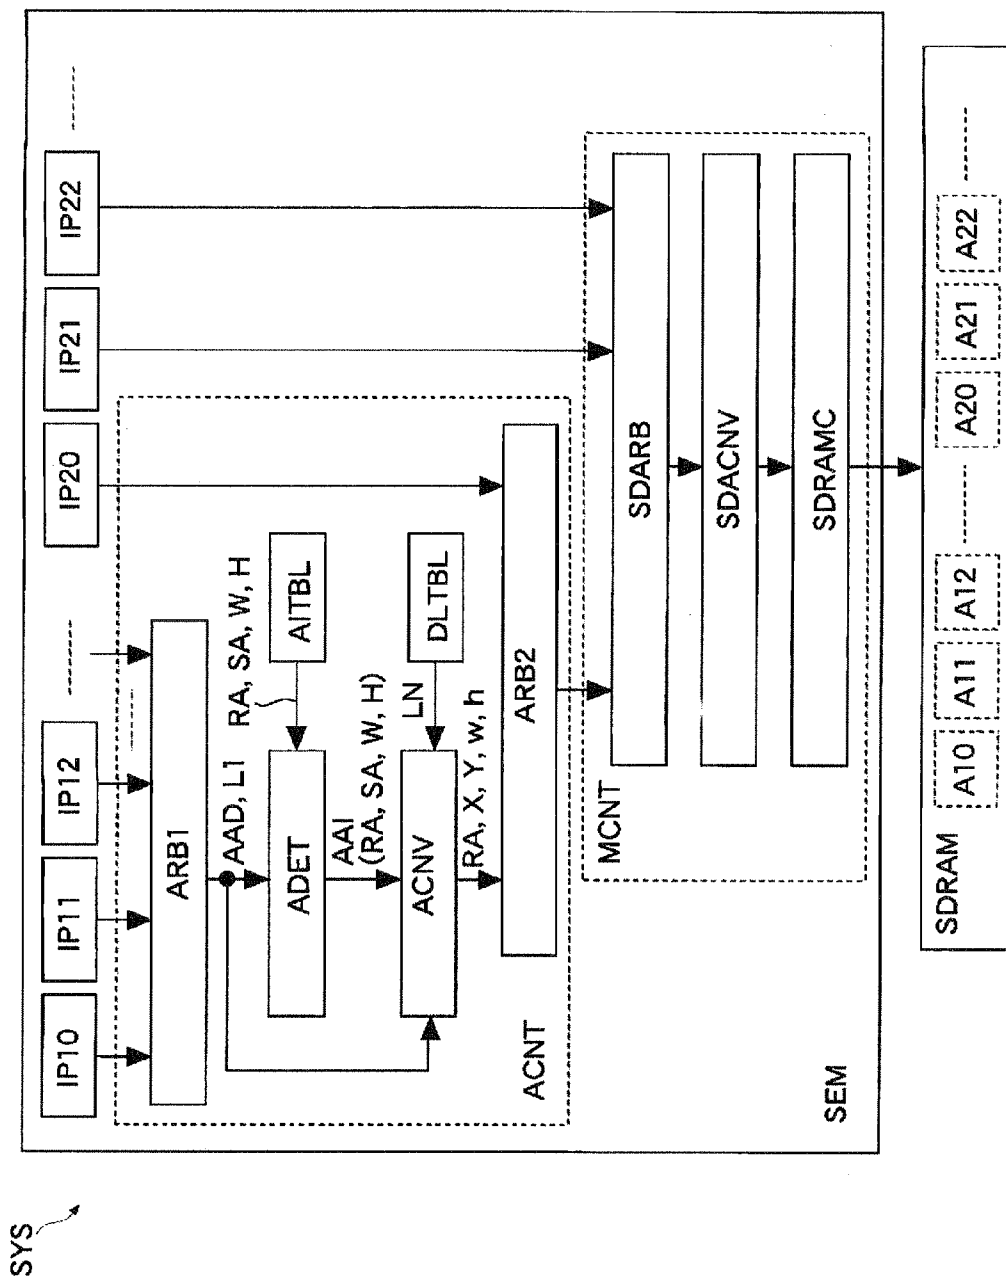 SYS
IP10
IP11
IP12
IP20
IP21
IP22
ARB1
AAD, L1
RA, SA, W, H
ADET
AITBL
AAI
(RA, SA, W, H)
LN
ACNV
DLTBL
RA, X, Y, w, h
ARB2
ACNT
MCNT
SDARB
SDACNV
SDRAMC
SEM
SDRAM
A10
A11
A12
A20
A21
A22